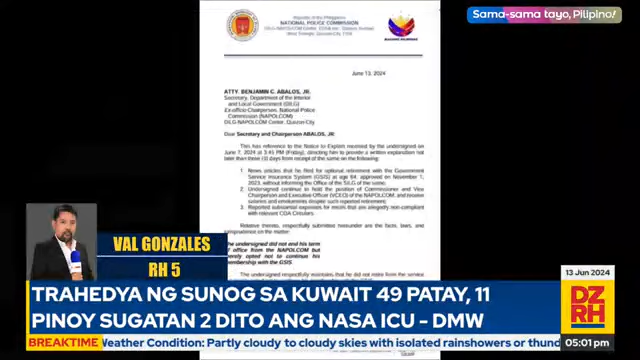 Sama-sama tayo, Pilipino!
Republic of the Philippines
NATIONAL POLICE COMMISSION
BAGONG PILIPINAS
June 13, 2024
ATTY. BENJAMIN C. ABALOS, JR.
Secretary, Department of the Interior
and Local Government (DILG)
Ex-officio Chairperson, National Police
Commission (NAPOLCOM)
DILG-NAPOLCOM Center, Quezon City
Dear Secretary and Chairperson ABALOS, JR:
This has reference to the Notice to Explain received by the undersigned on
June 7, 2024 at 3:45 PM (Friday), directing him to provide a written explanation not
later than three (3) days from receipt of the same on the following:
1. News articles that he filed for optional retirement with the Government
Service Insurance System (GSIS) at age 64, approved on November 1,
2023, without informing the Office of the SILG of the same.
2. Undersigned continue to hold the position of Commissioner and Vice
Chairperson and Executive Officer (VCEO) of the NAPOLCOM, and receive
salaries and emoluments despite such reported retirement.
3. Reported substantial expenses for meals that are allegedly non-compliant
with relevant COA Circulars.
Accordingly, respectfully submitted hereunder are the facts, laws, and
jurisprudence on the matter:
the undersigned did not end his term
of office from the NAPOLCOM but
merely opted not to continue his
membership with the GSIS
The undersigned respectfully maintains that he did not retire from the service
VAL GONZALES
RH 5
13 Jun 2024
DZRH
TRAHEDYA NG SUNOG SA KUWAIT 49 PATAY, 11
PINOY SUGATAN 2 DITO ANG NASA ICU - DMW
05:01 pm
BREAKTIME
Weather Condition: Partly cloudy to cloudy skies with isolated rainshowers or thund